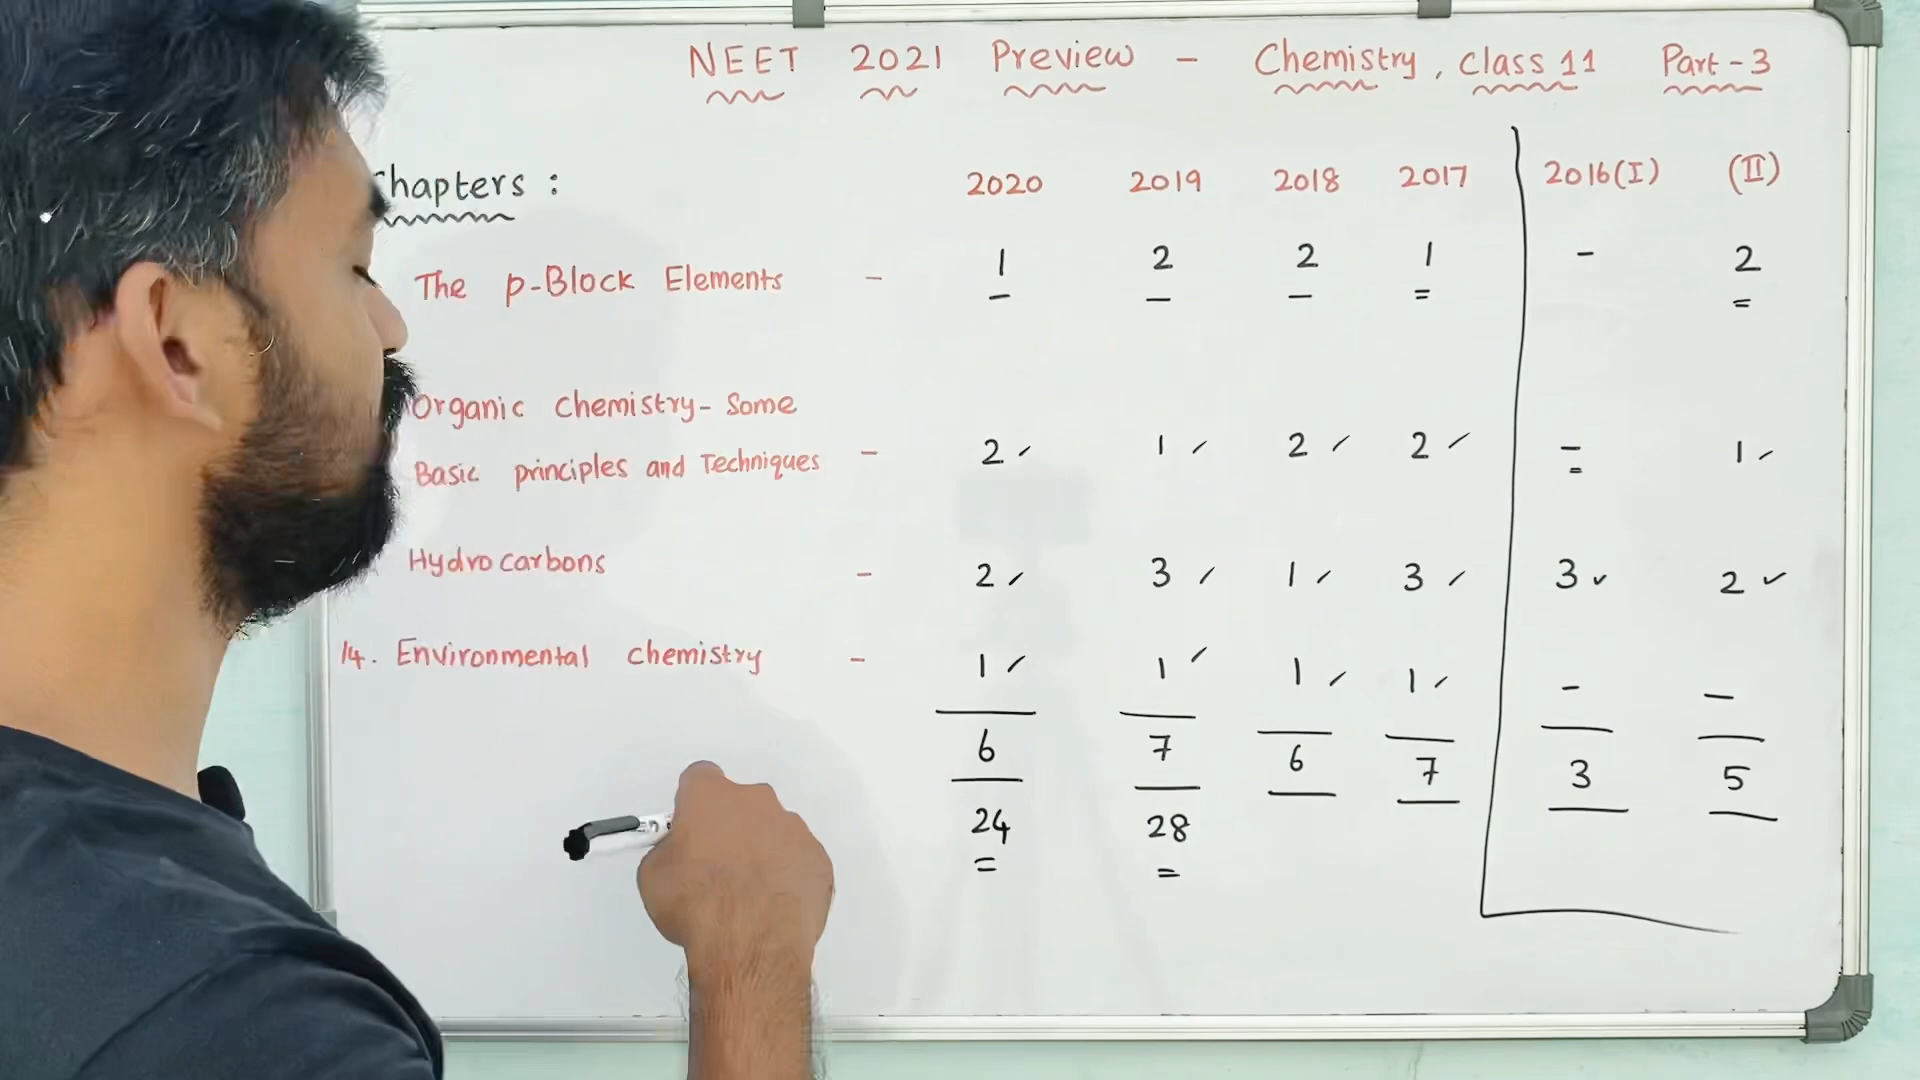 NEET 2021 Preview - Chemistry, class 11 Part-3
Chapters : 2020 2019 2018 2017 2016(I) (II)
The p-Block Elements - 1 2 2 1 - 2
Organic chemistry- Some
Basic principles and Techniques - 2 1 2 2 - 1
Hydrocarbons - 2 3 1 3 3 2
14. Environmental chemistry - 1 1 1 1 - -
6 7 6 7 3 5
24 28